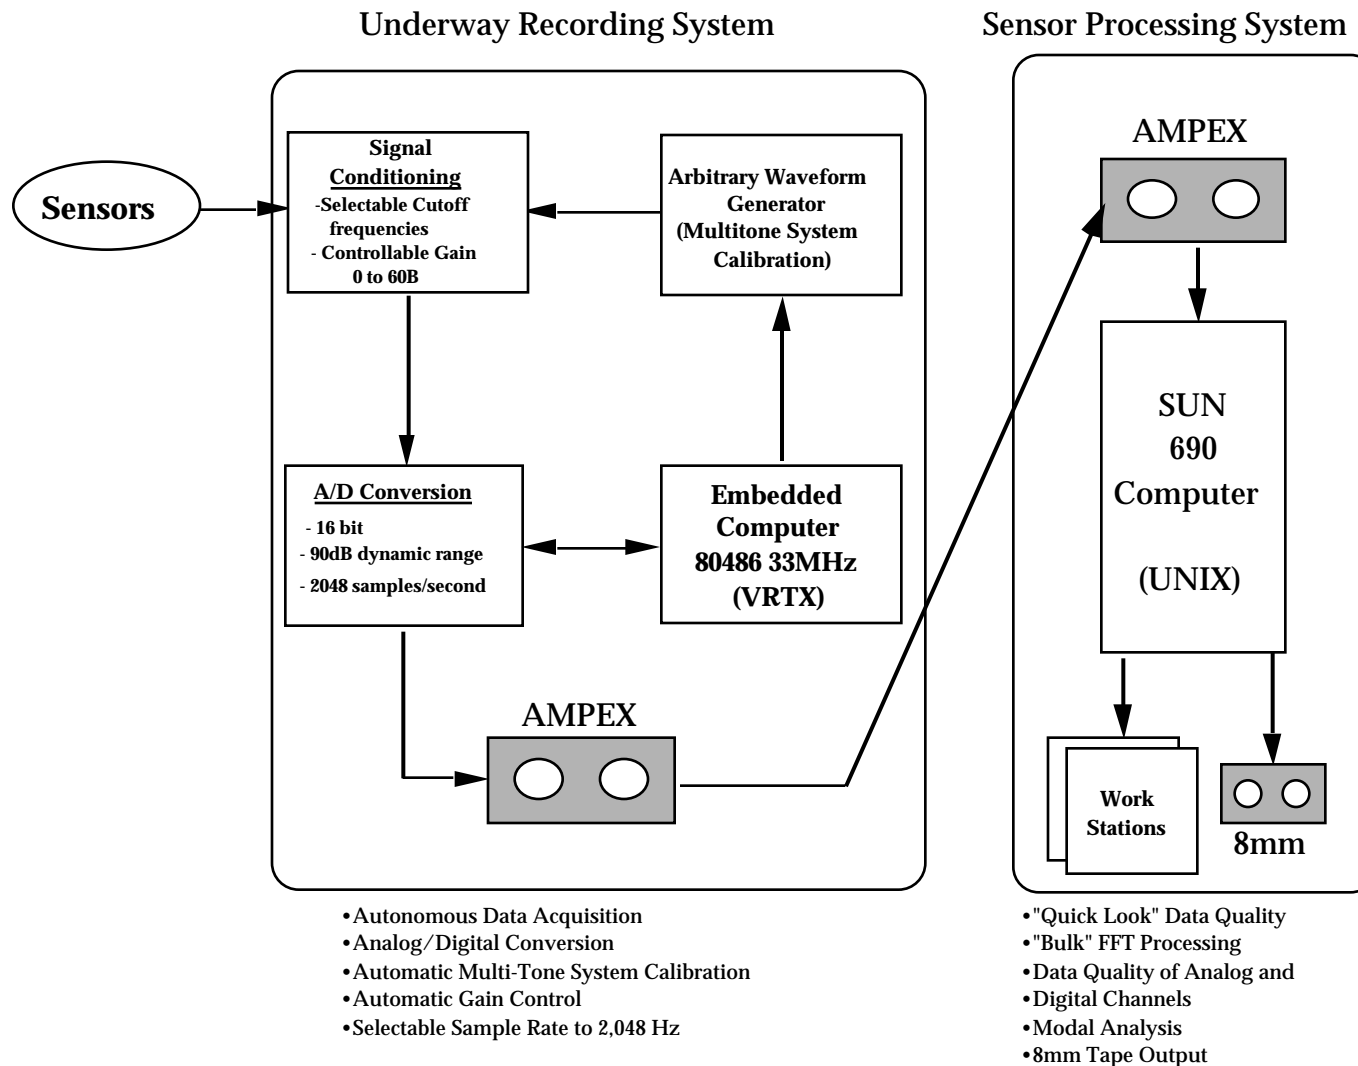 Underway Recording System
Sensor Processing System
Sensors
Signal
Conditioning
-Selectable Cutoff
frequencies
- Controllable Gain
0 to 60B
Arbitrary Waveform
Generator
(Multitone System
Calibration)
A/D Conversion
- 16 bit
- 90dB dynamic range
- 2048 samples/second
Embedded
Computer
80486 33MHz
(VRTX)
AMPEX
AMPEX
SUN
690
Computer
(UNIX)
Work
Stations
8mm
•Autonomous Data Acquisition
•Analog/Digital Conversion
•Automatic Multi-Tone System Calibration
•Automatic Gain Control
•Selectable Sample Rate to 2,048 Hz
•"Quick Look" Data Quality
•"Bulk" FFT Processing
•Data Quality of Analog and
•Digital Channels
•Modal Analysis
•8mm Tape Output